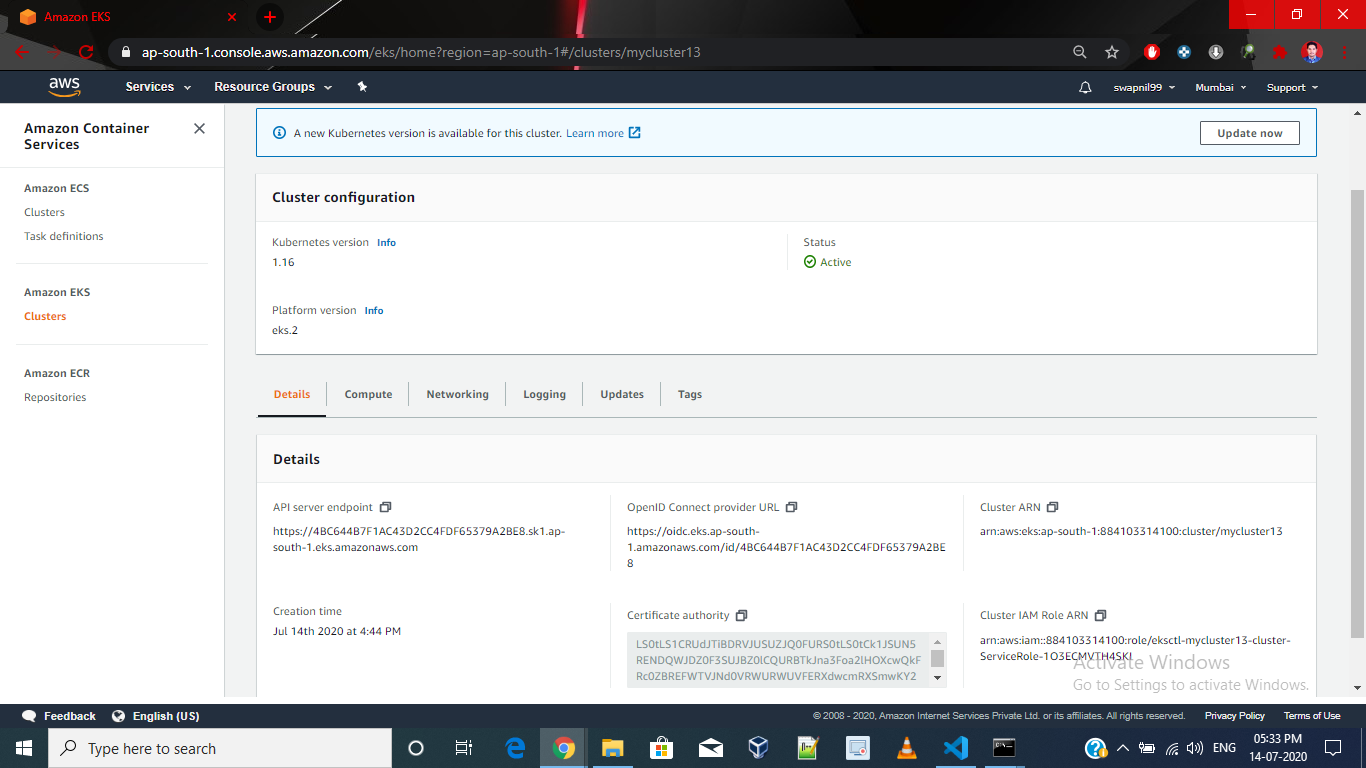 Amazon EKS
ap-south-1.console.aws.amazon.com/eks/home?region=ap-south-1#/clusters/mycluster13
aws Services Resource Groups swapnil99 Mumbai Support
Amazon Container Services
Amazon ECS
Clusters
Task definitions
Amazon EKS
Clusters
Amazon ECR
Repositories
A new Kubernetes version is available for this cluster. Learn more
Update now
Cluster configuration
Kubernetes version Info
1.16
Status
Active
Platform version Info
eks.2
Details Compute Networking Logging Updates Tags
Details
API server endpoint
https://4BC644B7F1AC43D2CC4FDF65379A2BE8.sk1.ap-
south-1.eks.amazonaws.com
OpenID Connect provider URL
https://oidc.eks.ap-south-
1.amazonaws.com/id/4BC644B7F1AC43D2CC4FDF65379A2BE
8
Cluster ARN
arn:aws:eks:ap-south-1:884103314100:cluster/mycluster13
Creation time
Jul 14th 2020 at 4:44 PM
Certificate authority
LS0tLS1CRUdJTiBDRVJUSUZJQ0FURS0tLS0tCk1JSUN5
RENDQWJDZ0F3SUJBZ0lCQURBTkJna3Foa2lHOXcwQkF
Rc0ZBREFWTVJNd0VRWURWUVFERXdwcmRXSmwKY2
Cluster IAM Role ARN
arn:aws:iam::884103314100:role/eksctl-mycluster13-cluster-
ServiceRole-1O3ECMVTH4SKJ
Activate Windows
Go to Settings to activate Windows.
Feedback English (US)
© 2008 - 2020, Amazon Internet Services Private Ltd. or its affiliates. All rights reserved. Privacy Policy Terms of Use
Type here to search
ENG
05:33 PM
14-07-2020